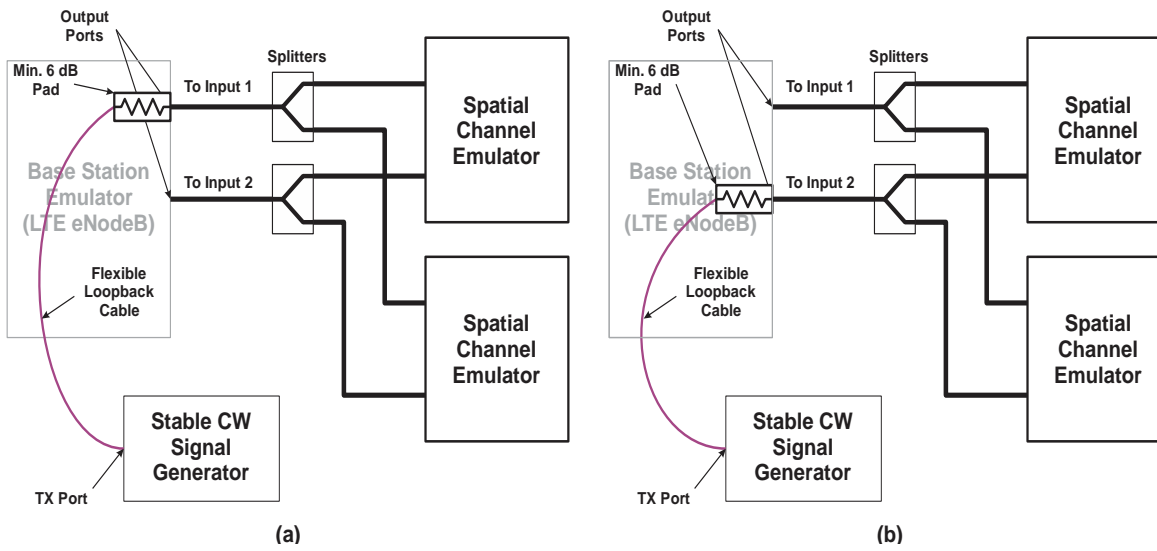 Output
Ports
Min. 6 dB
Pad
To Input 1
Splitters
Spatial
Channel
Emulator
Base Station
Emulator
(LTE eNodeB)
To Input 2
Flexible
Loopback
Cable
Spatial
Channel
Emulator
Stable CW
Signal
Generator
TX Port
(a)
Output
Ports
Min. 6 dB
Pad
To Input 1
Splitters
Spatial
Channel
Emulator
Base Station
Emulator
(LTE eNodeB)
To Input 2
Flexible
Loopback
Cable
Spatial
Channel
Emulator
Stable CW
Signal
Generator
TX Port
(b)